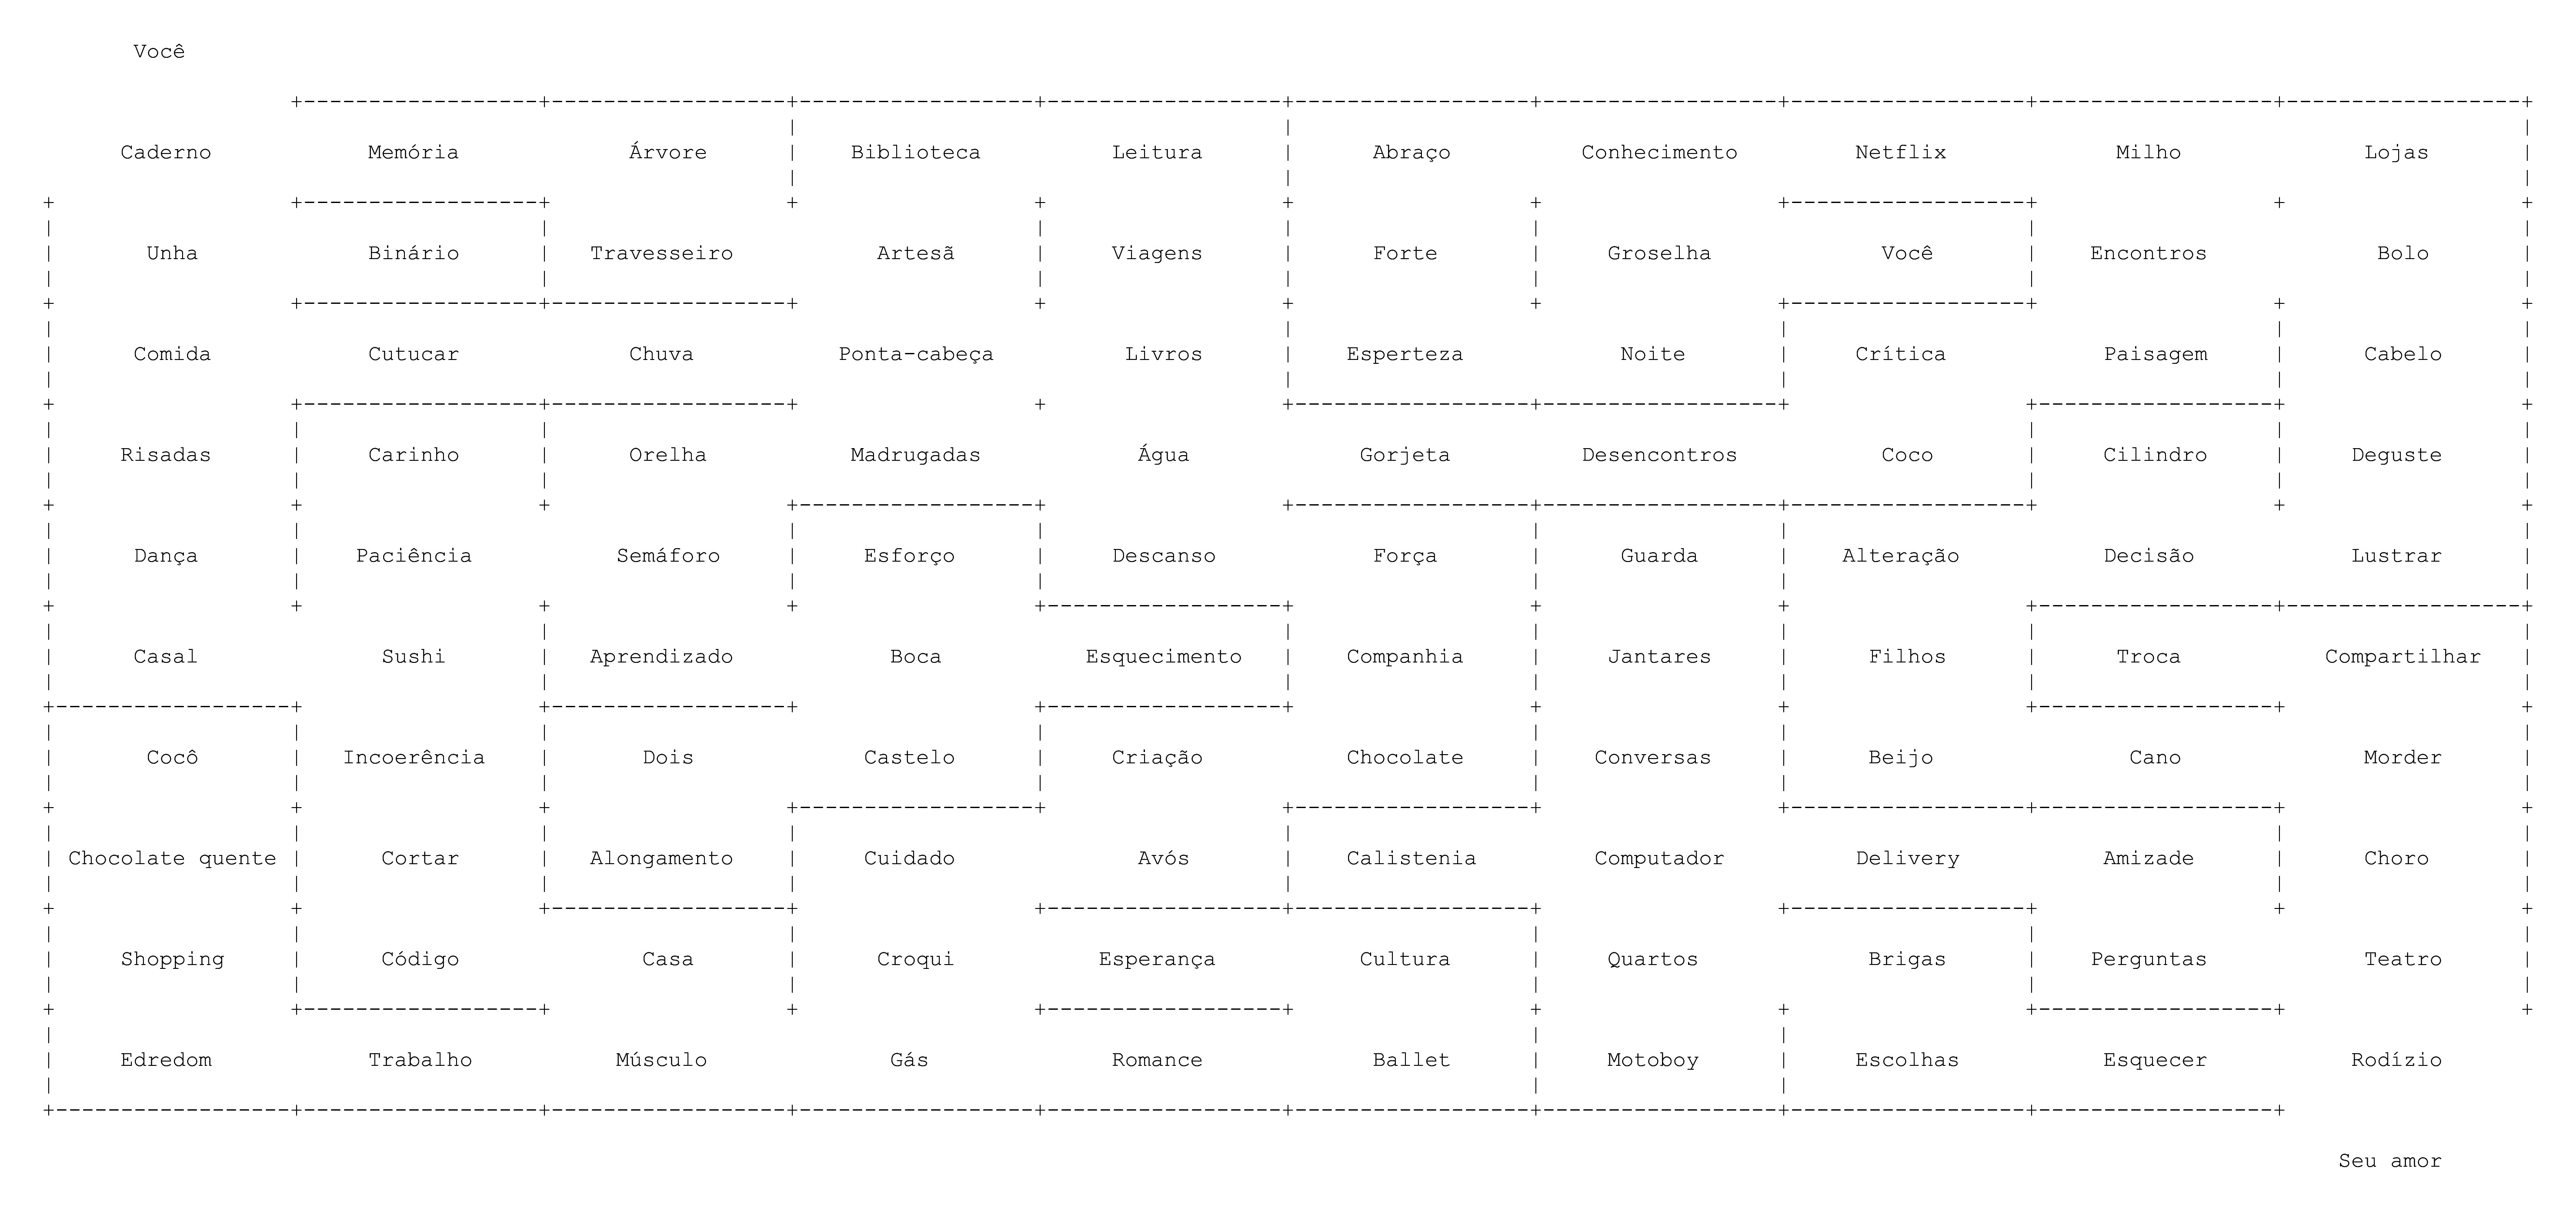 Você
Caderno Memória Árvore Biblioteca Leitura Abraço Conhecimento Netflix Milho Lojas
Unha Binário Travesseiro Artesã Viagens Forte Groselha Você Encontros Bolo
Comida Cutucar Chuva Ponta-cabeça Livros Esperteza Noite Crítica Paisagem Cabelo
Risadas Carinho Orelha Madrugadas Água Gorjeta Desencontros Coco Cilindro Deguste
Dança Paciência Semáforo Esforço Descanso Força Guarda Alteração Decisão Lustrar
Casal Sushi Aprendizado Boca Esquecimento Companhia Jantares Filhos Troca Compartilhar
Cocô Incoerência Dois Castelo Criação Chocolate Conversas Beijo Cano Morder
Chocolate quente Cortar Alongamento Cuidado Avós Calistenia Computador Delivery Amizade Choro
Shopping Código Casa Croqui Esperança Cultura Quartos Brigas Perguntas Teatro
Edredom Trabalho Músculo Gás Romance Ballet Motoboy Escolhas Esquecer Rodízio
Seu amor